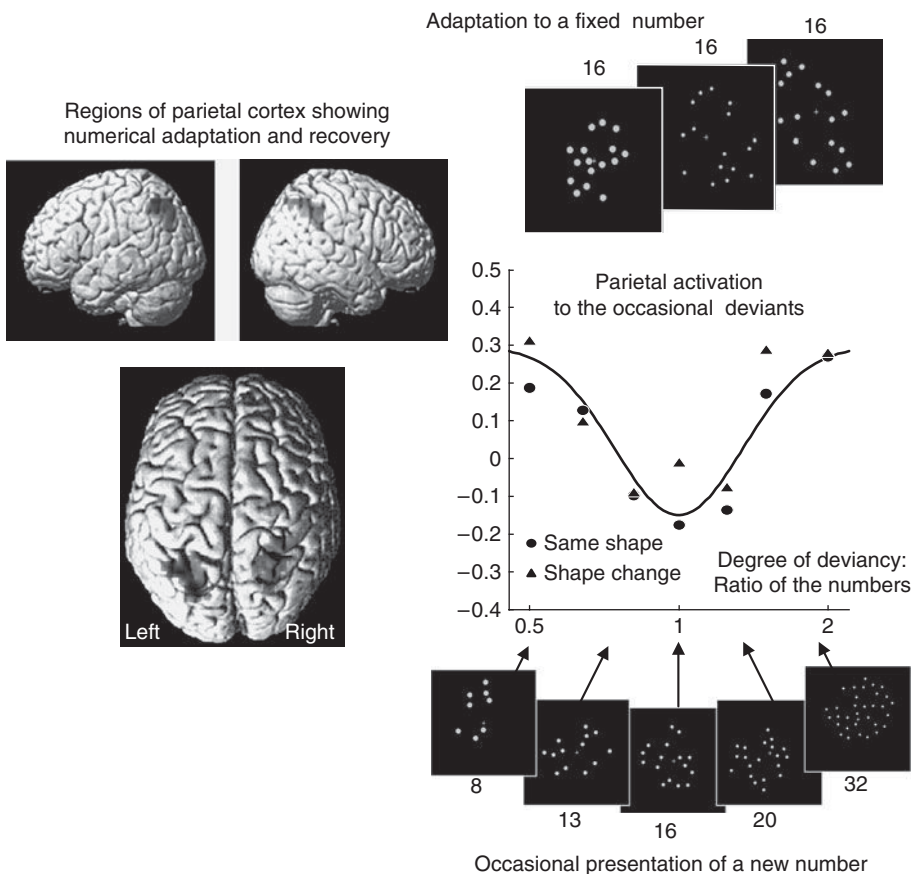 Adaptation to a fixed number
16
16
16
Regions of parietal cortex showing
numerical adaptation and recovery
Left
Right
Parietal activation
to the occasional deviants
0.5
0.4
0.3
0.2
0.1
0
−0.1
−0.2
−0.3
−0.4
Same shape
Shape change
Degree of deviancy:
Ratio of the numbers
0.5
1
2
8
13
16
20
32
Occasional presentation of a new number